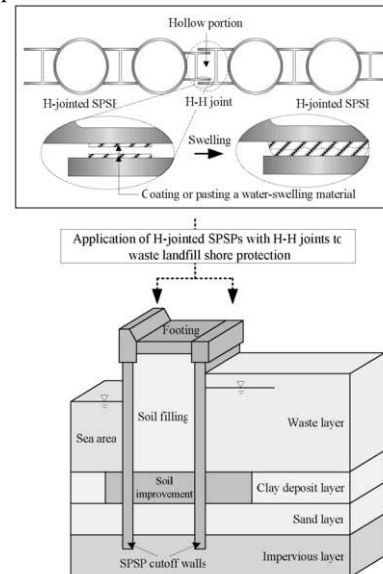 Hollow portion
H-jointed SPSP
H-H joint
H-jointed SPSP
Swelling
Coating or pasting a water-swelling material
Application of H-jointed SPSPs with H-H joints to
waste landfill shore protection
Footing
Soil filling
Sea area
Waste layer
Soil
improvement
Clay deposit layer
Sand layer
SPSP cutoff walls
Impervious layer